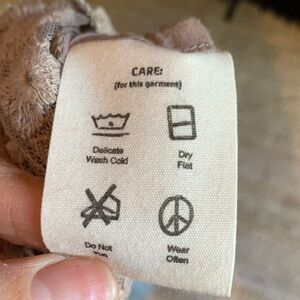 CARE:
(for this garment)
Delicate
Wash Cold
Dry
Flat
Do Not
Wear
Often